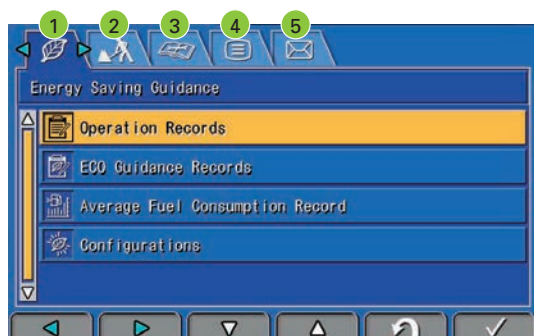 1 2 3 4 5
Energy Saving Guidance
Operation Records
ECO Guidance Records
Average Fuel Consumption Record
Configurations